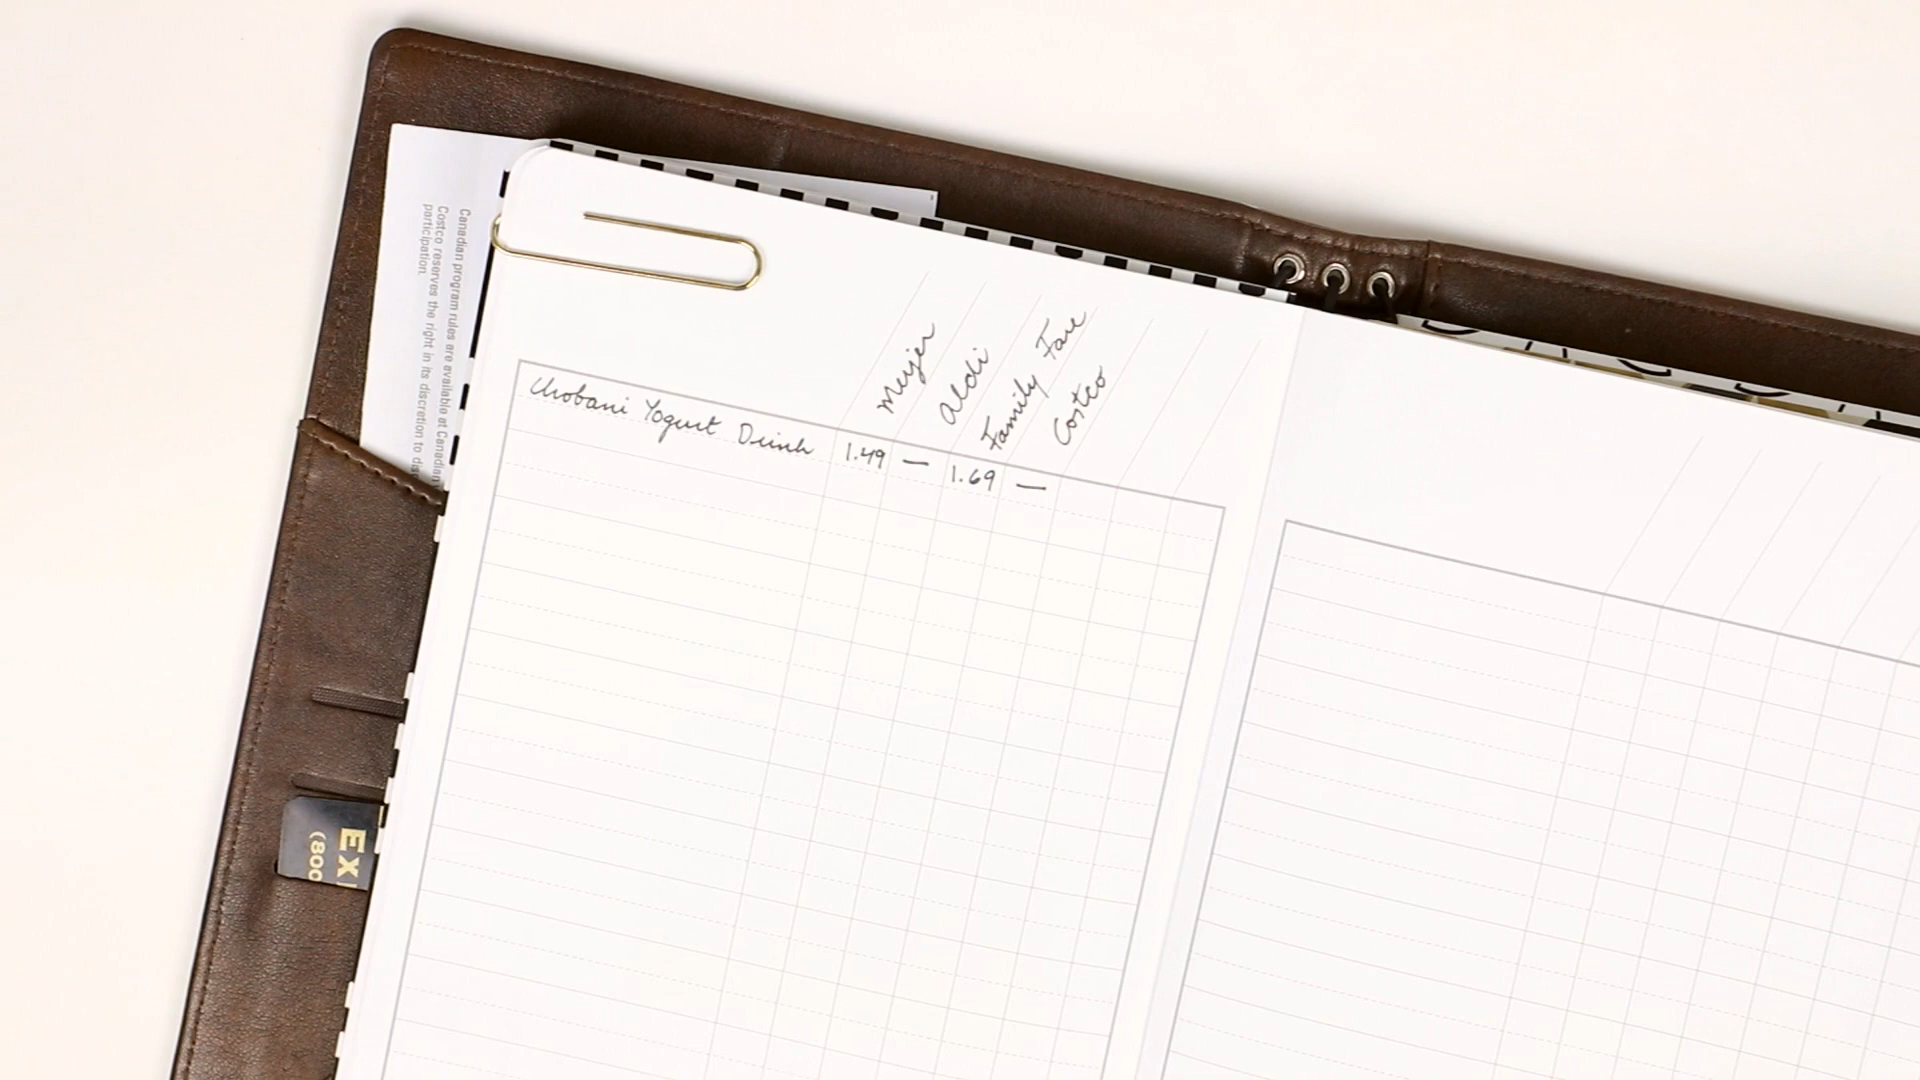 Meijer
Aldi
Family Fare
Costco
Chobani Yogurt Drink 1.49 — 1.69 —
Canadian program rules are available at Canadian
Costco reserves the right in its discretion to
participation.
EX
(800